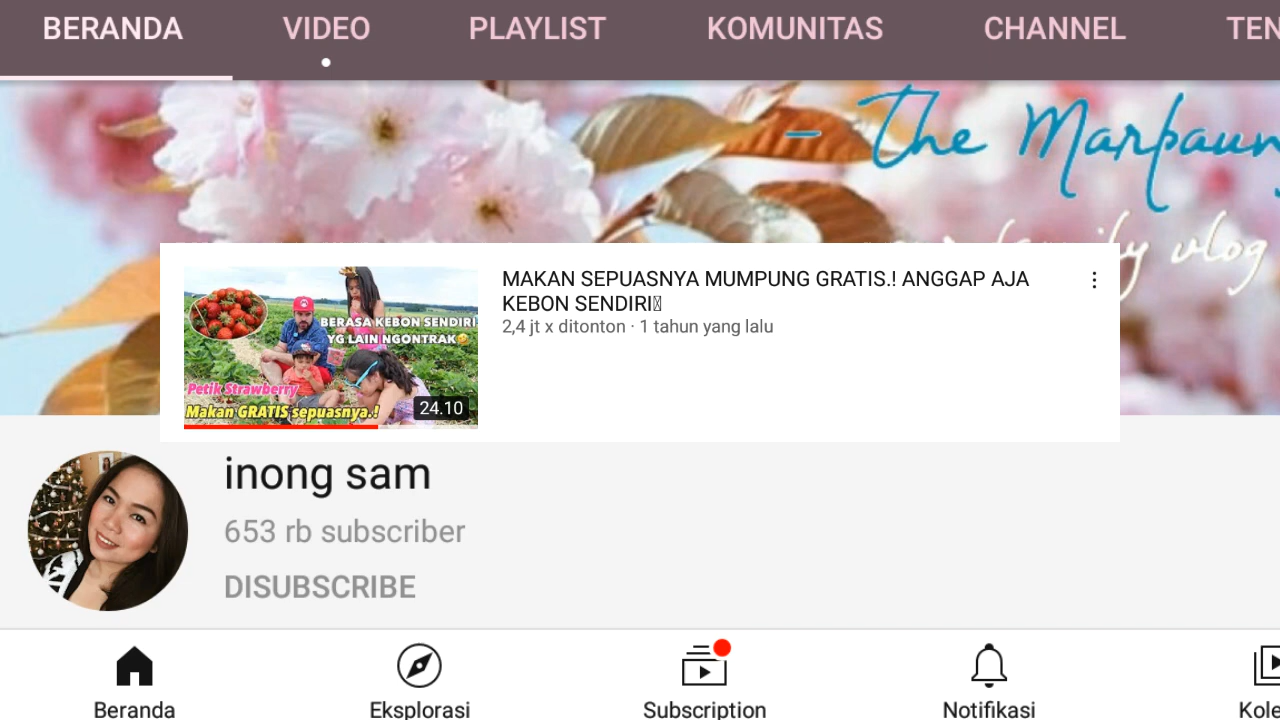 BERANDA VIDEO PLAYLIST KOMUNITAS CHANNEL
- The
family vlog
MAKAN SEPUASNYA MUMPUNG GRATIS.! ANGGAP AJA
KEBON SENDIRI
2,4 jt x ditonton · 1 tahun yang lalu
BERASA KEBON SENDIRI
YG LAIN NGONTRAK🤣
Petik Strawberry
Makan GRATIS sepuasnya.!
24.10
inong sam
653 rb subscriber
DISUBSCRIBE
Beranda Eksplorasi Subscription Notifikasi